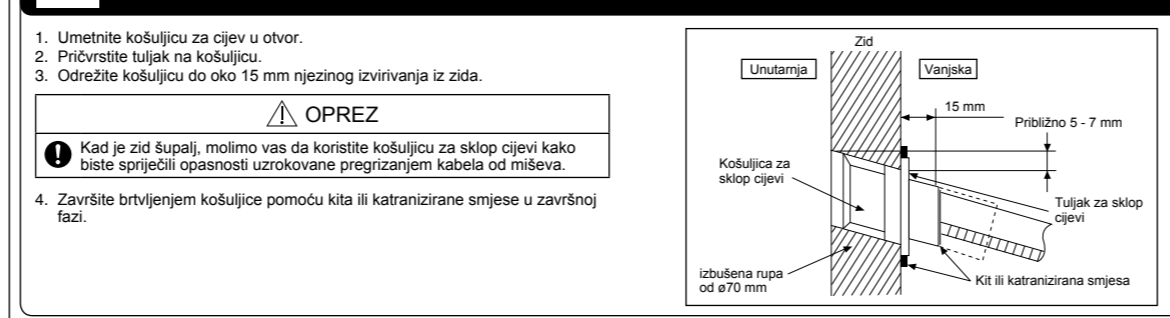 1. Umetnite košuljicu za cijev u otvor.
2. Pričvrstite tuljak na košuljicu.
3. Odrežite košuljicu do oko 15 mm njezinog izvirivanja iz zida.
OPREZ
Kad je zid šupalj, molimo vas da koristite košuljicu za sklop cijevi kako
biste spriječili opasnosti uzrokovane pregrizanjem kabela od miševa.
4. Završite brtvljenjem košuljice pomoću kita ili katranizirane smjese u završnoj
fazi.
Zid
Unutarnja
Vanjska
15 mm
Približno 5 - 7 mm
Košuljica za
sklop cijevi
Tuljak za sklop
cijevi
izbušena rupa
od ø70 mm
Kit ili katranizirana smjesa